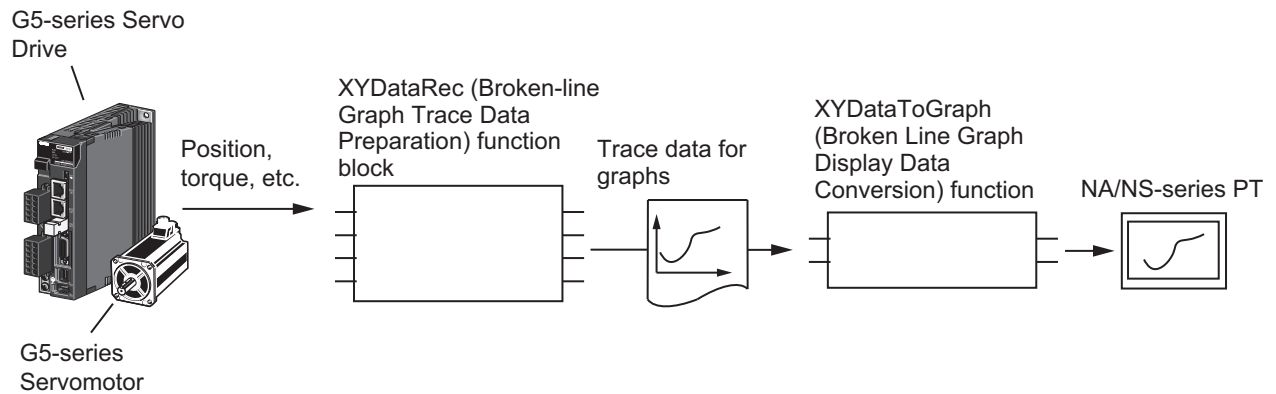 G5-series Servo
Drive
Position,
torque, etc.
G5-series
Servomotor
XYDataRec (Broken-line
Graph Trace Data
Preparation) function
block
Trace data for
graphs
XYDataToGraph
(Broken Line Graph
Display Data
Conversion) function
NA/NS-series PT